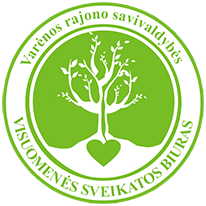 Varėnos rajono savivaldybės
VISUOMENĖS SVEIKATOS BIURAS